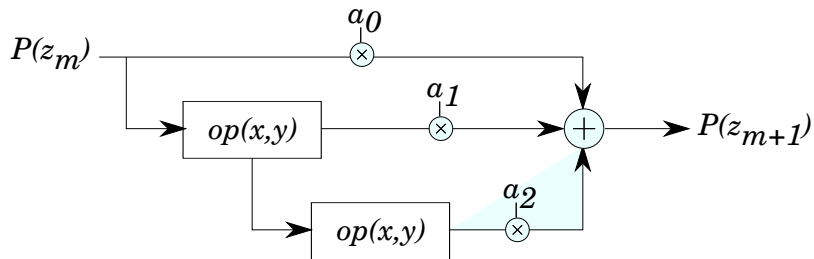 a0
P(zm)
×
a1
op(x,y)
×
+
P(zm+1)
a2
op(x,y)
×